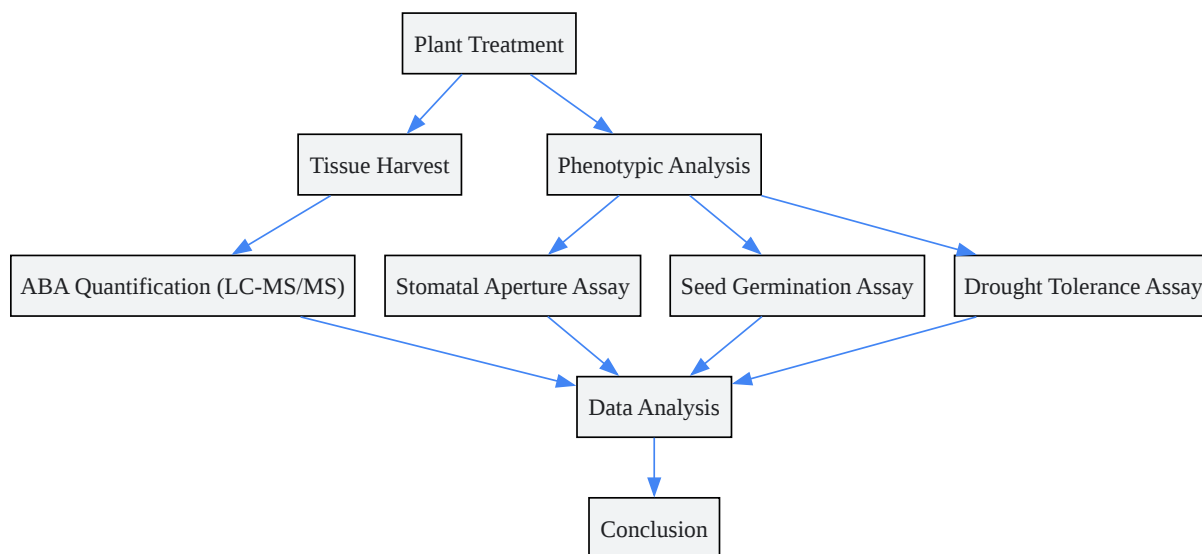 Plant Treatment
Tissue Harvest
Phenotypic Analysis
ABA Quantification (LC-MS/MS)
Stomatal Aperture Assay
Seed Germination Assay
Drought Tolerance Assay
Data Analysis
Conclusion